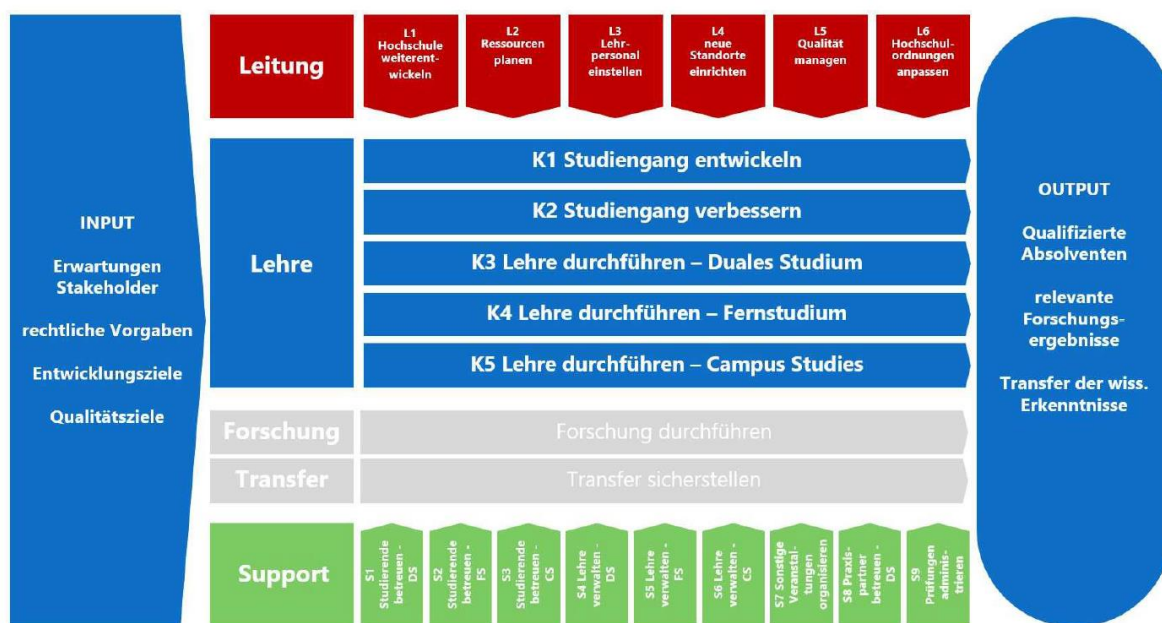 INPUT
Erwartungen
Stakeholder
rechtliche Vorgaben
Entwicklungsziele
Qualitätsziele
Leitung
L1
Hochschule
weiterent-
wickeln
L2
Ressourcen
planen
L3
Lehr-
personal
einstellen
L4
neue
Standorte
einrichten
L5
Qualität
managen
L6
Hochschul-
ordnungen
anpassen
Lehre
K1 Studiengang entwickeln
K2 Studiengang verbessern
K3 Lehre durchführen – Duales Studium
K4 Lehre durchführen – Fernstudium
K5 Lehre durchführen – Campus Studies
Forschung
Forschung durchführen
Transfer
Transfer sicherstellen
Support
S1
Studierende
betreuen -
DS
S2
Studierende
betreuen -
FS
S3
Studierende
betreuen -
CS
S4 Lehre
verwalten -
DS
S5 Lehre
verwalten -
FS
S6 Lehre
verwalten -
CS
S7 Sonstige
Veranstal-
tungen
organisieren
S8 Praxis-
partner
betreuen -
DS
S9
Prüfungen
adminis-
trieren
OUTPUT
Qualifizierte
Absolventen
relevante
Forschungs-
ergebnisse
Transfer der wiss.
Erkenntnisse